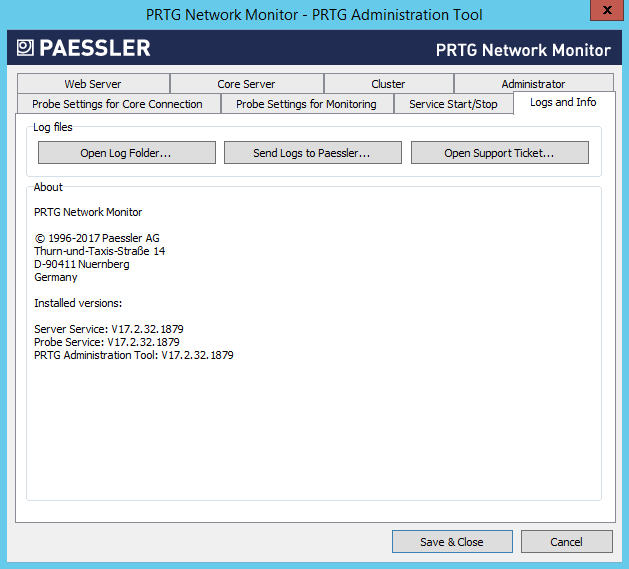 PRTG Network Monitor - PRTG Administration Tool
x
PAESSLER
PRTG Network Monitor
Web Server
Core Server
Cluster
Administrator
Probe Settings for Core Connection
Probe Settings for Monitoring
Service Start/Stop
Logs and Info
Log files
Open Log Folder...
Send Logs to Paessler...
Open Support Ticket...
About
PRTG Network Monitor
© 1996-2017 Paessler AG
Thurn-und-Taxis-Straße 14
D-90411 Nuernberg
Germany
Installed versions:
Server Service: V17.2.32.1879
Probe Service: V17.2.32.1879
PRTG Administration Tool: V17.2.32.1879
Save & Close
Cancel